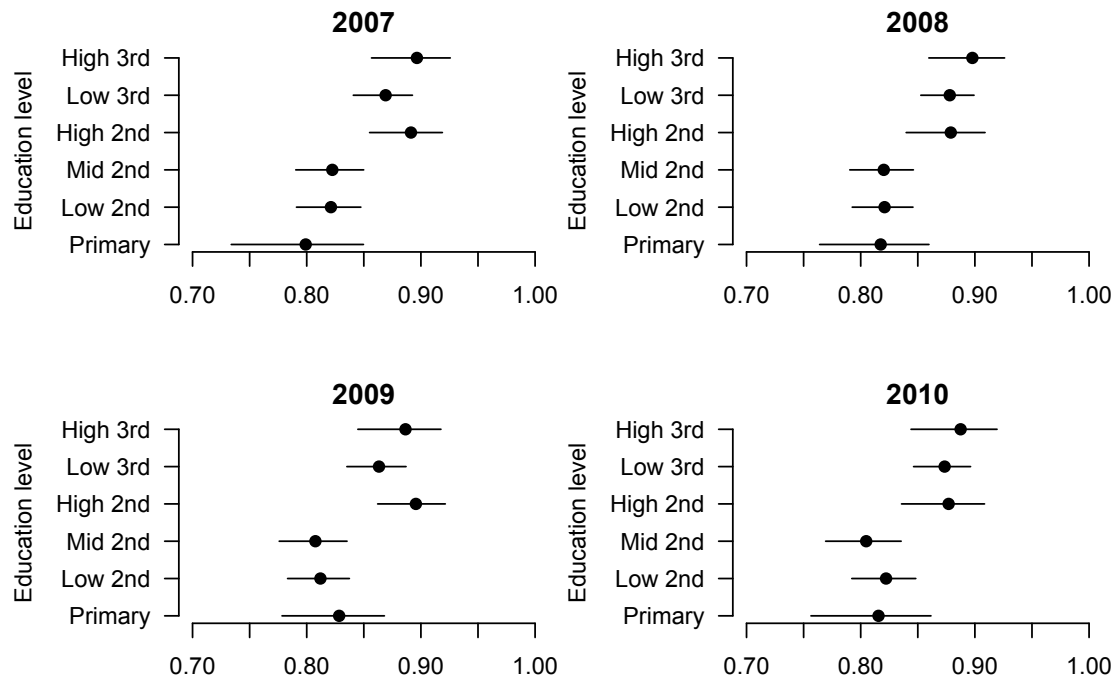 2007
Education level
High 3rd
Low 3rd
High 2nd
Mid 2nd
Low 2nd
Primary
0.70 0.80 0.90 1.00
2008
Education level
High 3rd
Low 3rd
High 2nd
Mid 2nd
Low 2nd
Primary
0.70 0.80 0.90 1.00
2009
Education level
High 3rd
Low 3rd
High 2nd
Mid 2nd
Low 2nd
Primary
0.70 0.80 0.90 1.00
2010
Education level
High 3rd
Low 3rd
High 2nd
Mid 2nd
Low 2nd
Primary
0.70 0.80 0.90 1.00